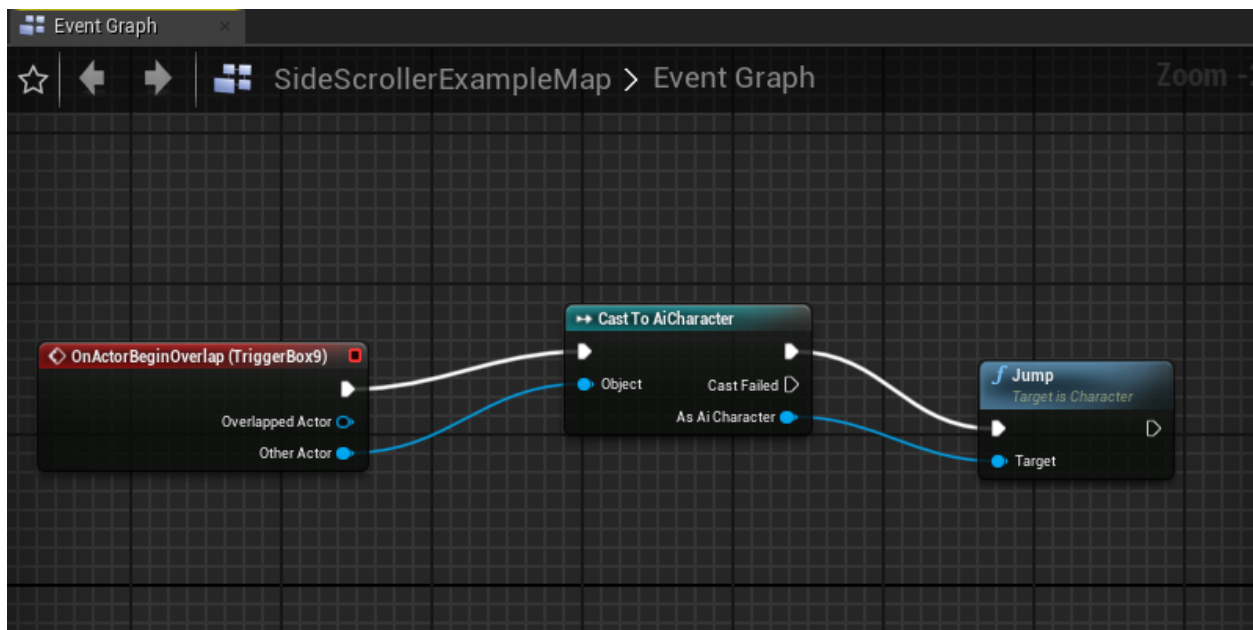 Event Graph
SideScrollerExampleMap > Event Graph
Zoom
Cast To AiCharacter
OnActorBeginOverlap (TriggerBox9)
Object
Cast Failed
Overlapped Actor
As Ai Character
Other Actor
Jump
Target is Character
Target